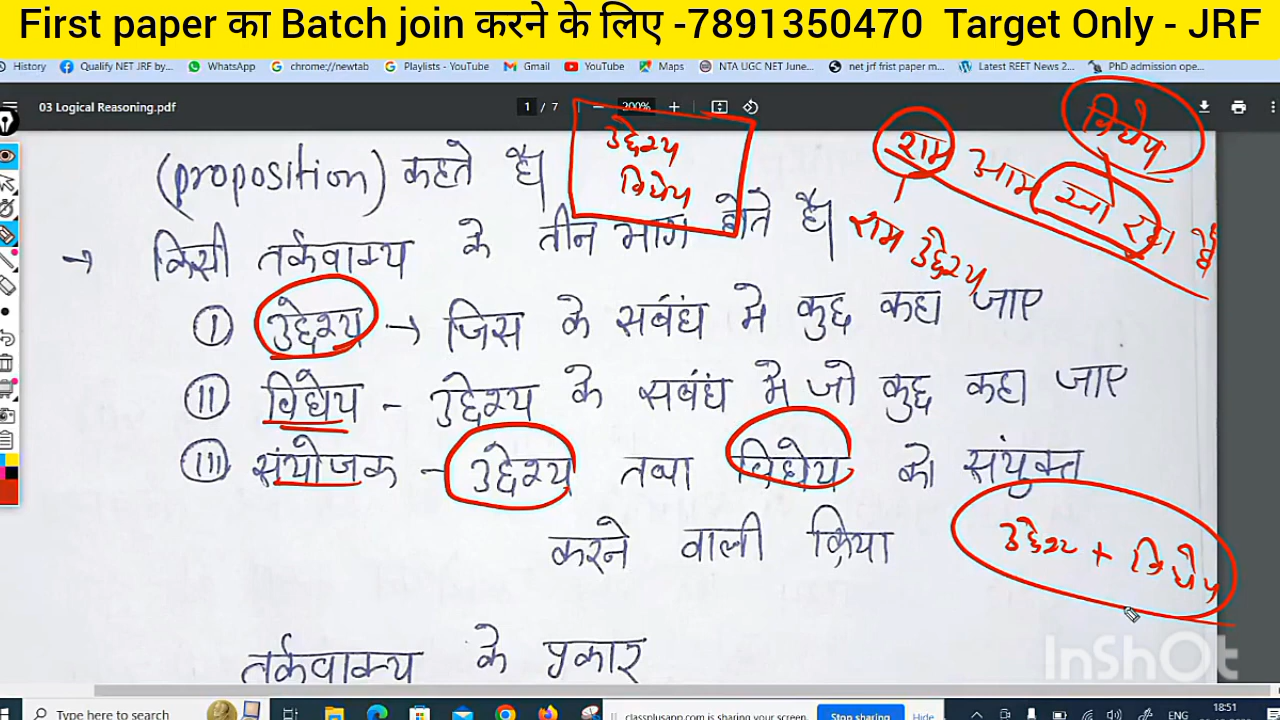 First paper का Batch join करने के लिए -7891350470 Target Only - JRF
History Qualify NET JRF by... WhatsApp chrome://newtab Playlists - YouTube Gmail YouTube Maps NTA UGC NET June... net jrf frist paper m... Latest REET News 2... PhD admission ope...
03 Logical Reasoning.pdf 1 / 7 − 200% +
(proposition) कहते है।
उद्देश्य
विधेय
राम आम खा रहा है
विधेय
राम उद्देश्य
→ किसी तर्कवाक्य के तीन भाग होते है।
I उद्देश्य → जिस के सबंध मे कुछ कहा जाए
II विधेय - उद्देश्य के सबंध मे जो कुछ कहा जाए
III संयोजक - उद्देश्य तथा विधेय को संयुक्त
करने वाली क्रिया
उद्देश्य + विधेय
तर्कवाक्य के प्रकार
InShOt
Type here to search classplusapp.com is sharing your screen. Stop sharing Hide ENG 18:51